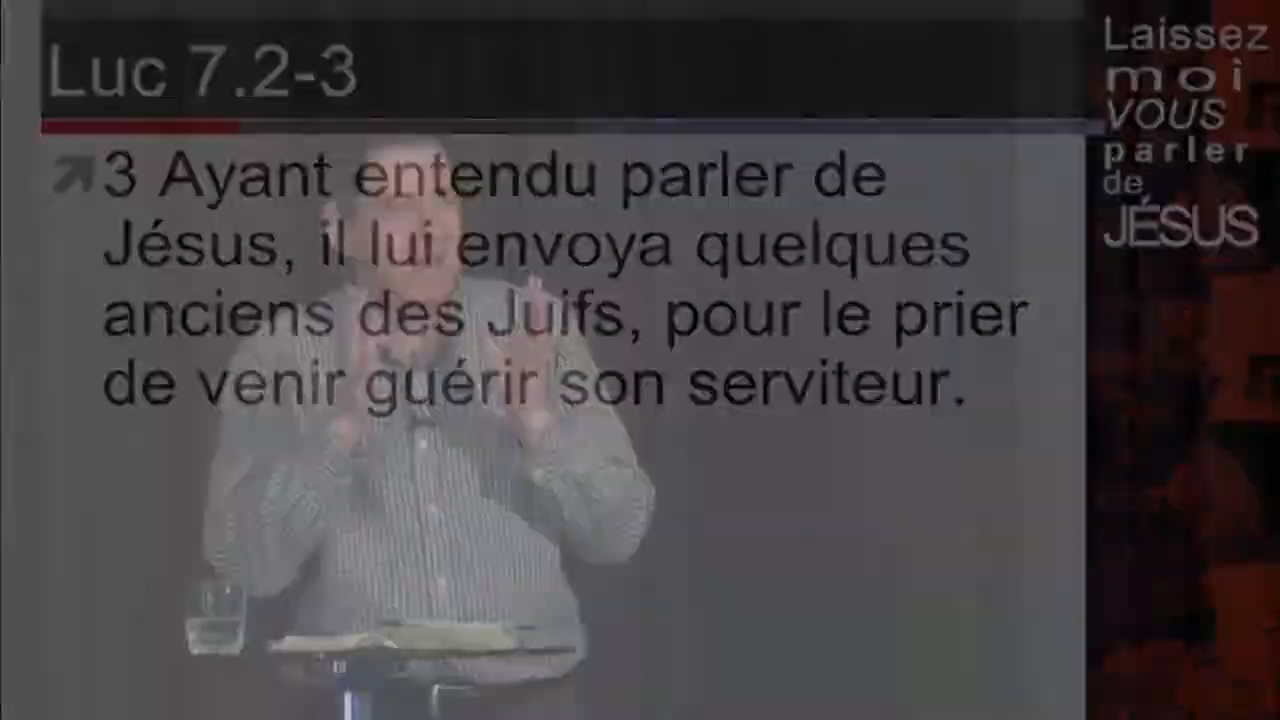 Luc 7.2-3
3 Ayant entendu parler de
Jésus, il lui envoya quelques
anciens des Juifs, pour le prier
de venir guérir son serviteur.
Laissez
moi
VOUS
parler
de
JÉSUS